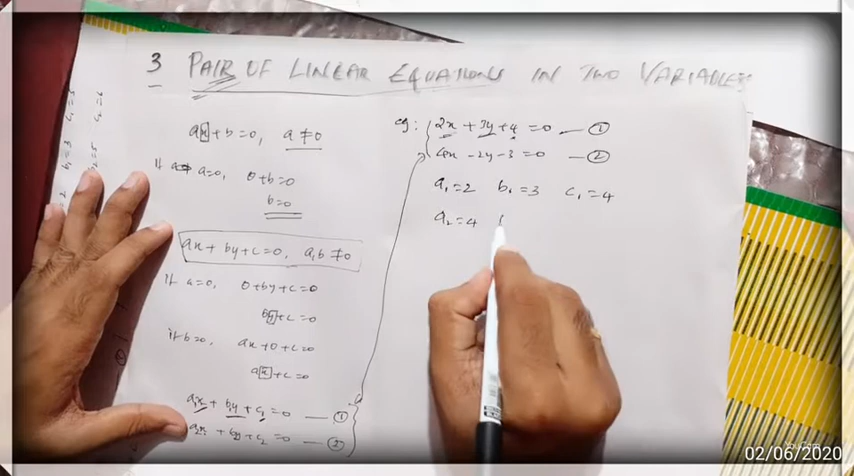 3 PAIR OF LINEAR EQUATIONS IN TWO VARIABLES
ax+b=0, a≠0
If a=0, 0+b=0
b=0
ax+by+c=0, a,b≠0
If a=0, 0+by+c=0
by+c=0
If b=0, ax+0+c=0
ax+c=0
a₁x+b₁y+c₁=0 — ①
a₂x+b₂y+c₂=0 — ②
eg: 2x+3y+4=0 — ①
4x-2y-3=0 — ②
a₁=2 b₁=3 c₁=4
a₂=4
02/06/2020